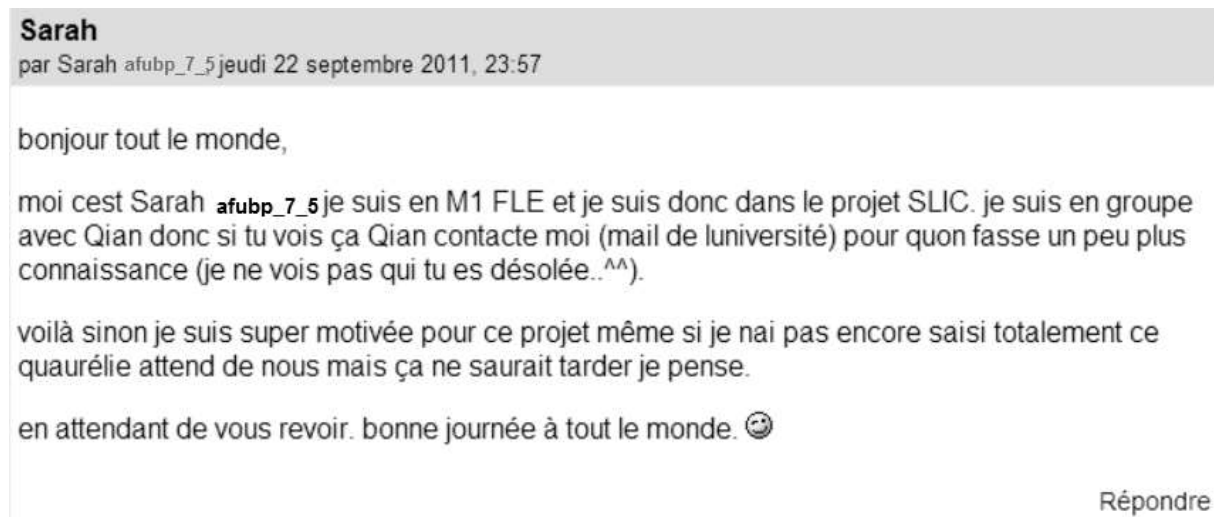 Sarah
par Sarah afubp_7_5 jeudi 22 septembre 2011, 23:57
bonjour tout le monde,
moi cest Sarah afubp_7_5 je suis en M1 FLE et je suis donc dans le projet SLIC. je suis en groupe
avec Qian donc si tu vois ça Qian contacte moi (mail de luniversité) pour quon fasse un peu plus
connaissance (je ne vois pas qui tu es désolée..^^).
voilà sinon je suis super motivée pour ce projet même si je nai pas encore saisi totalement ce
quaurélie attend de nous mais ça ne saurait tarder je pense.
en attendant de vous revoir. bonne journée à tout le monde.
Répondre